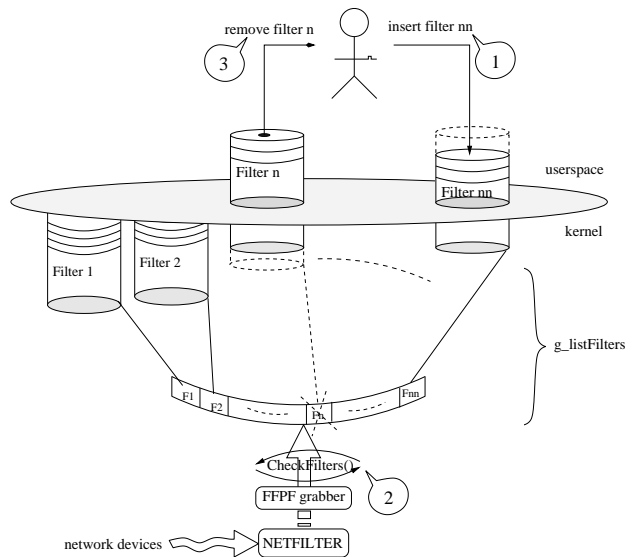 remove filter n
insert filter nn
3
1
Filter n
Filter nn
userspace
kernel
Filter 1
Filter 2
g_listFilters
F1
F2
Fn
Fnn
CheckFilters()
2
FFPF grabber
network devices
NETFILTER